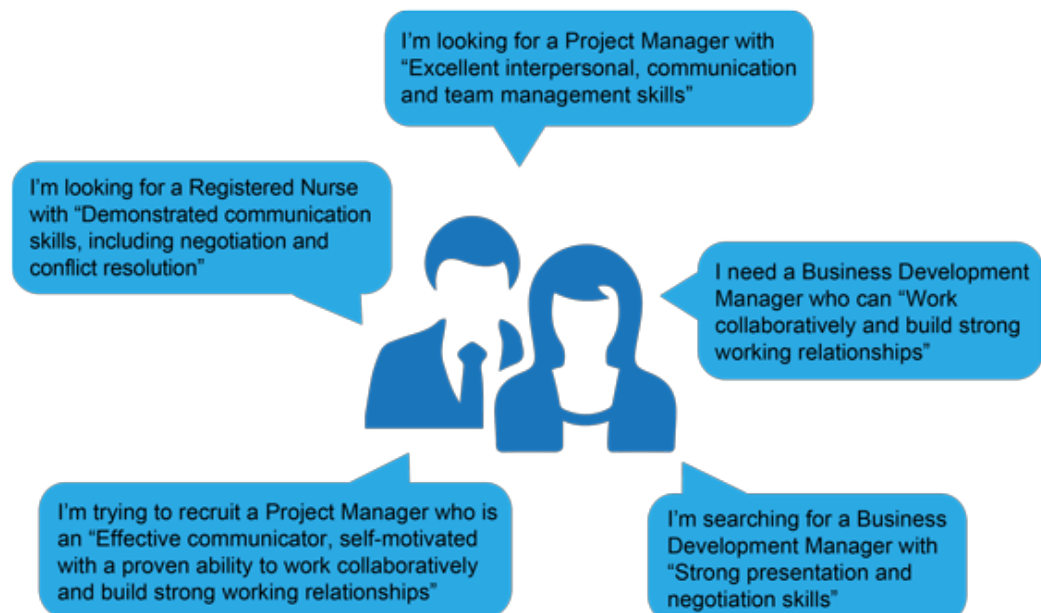 I'm looking for a Project Manager with
“Excellent interpersonal, communication
and team management skills”
I'm looking for a Registered Nurse
with “Demonstrated communication
skills, including negotiation and
conflict resolution”
I need a Business Development
Manager who can “Work
collaboratively and build strong
working relationships”
I'm trying to recruit a Project Manager who is
an “Effective communicator, self-motivated
with a proven ability to work collaboratively
and build strong working relationships”
I'm searching for a Business
Development Manager with
“Strong presentation and
negotiation skills”